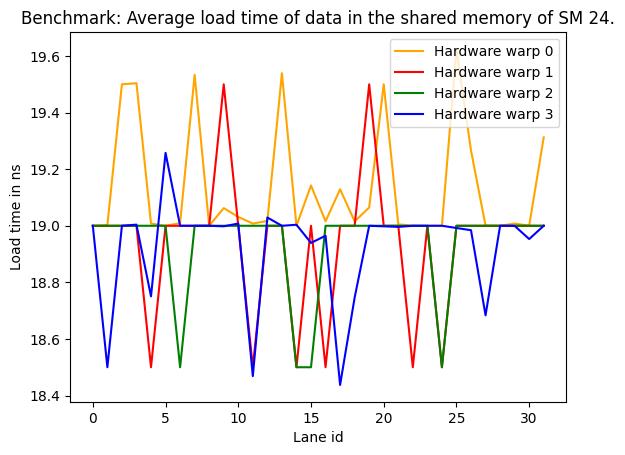 Benchmark: Average load time of data in the shared memory of SM 24.
Hardware warp 0
Hardware warp 1
Hardware warp 2
Hardware warp 3
Load time in ns
19.6
19.4
19.2
19.0
18.8
18.6
18.4
0 5 10 15 20 25 30
Lane id